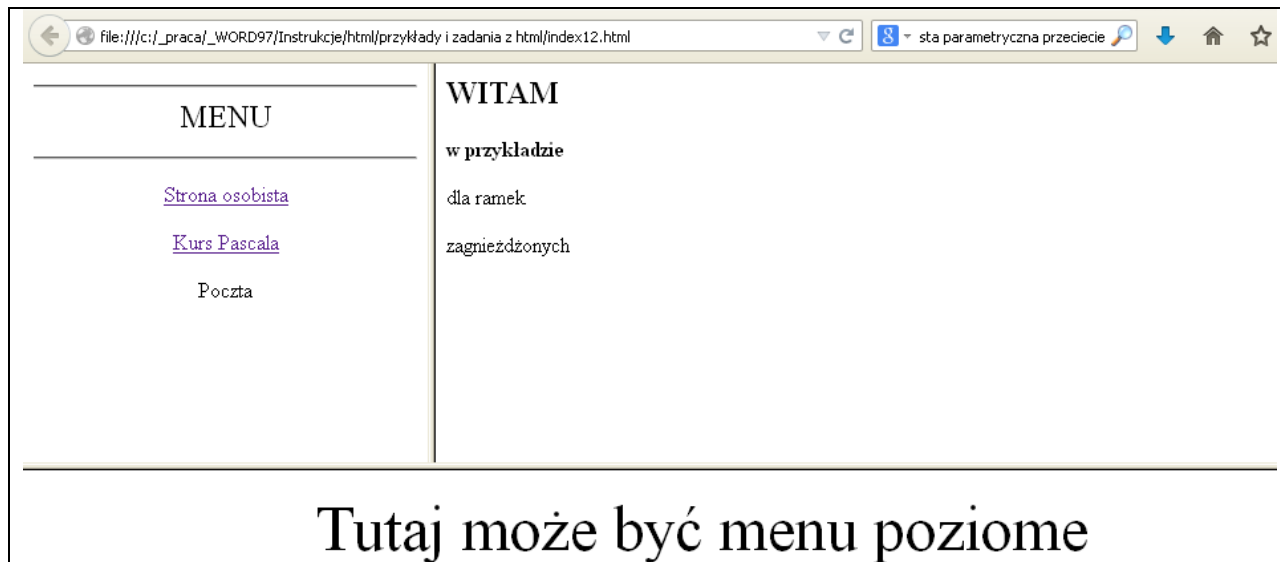 file:///c:/_praca/_WORD97/Instrukcje/html/przykłady i zadania z html/index12.html
sta parametryczna przeciecie
MENU
Strona osobista
Kurs Pascala
Poczta
WITAM
w przykladzie
dla ramek
zagnieżdżonych
Tutaj może być menu poziome